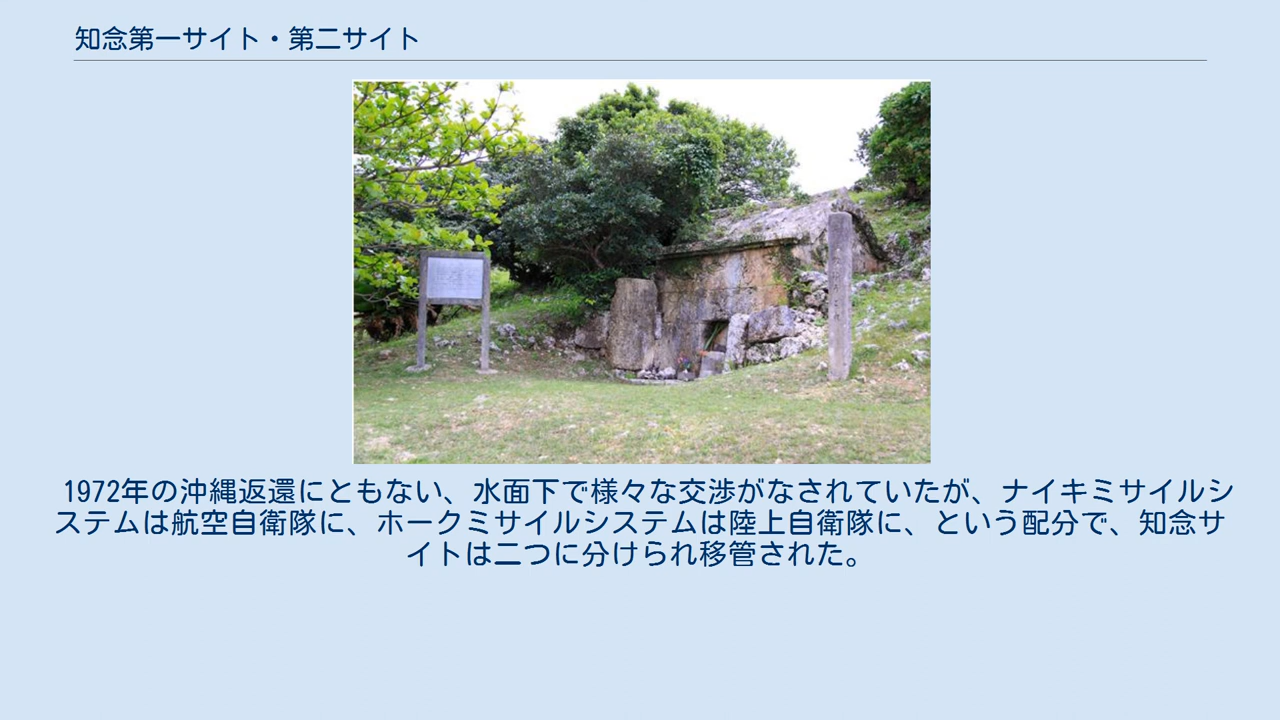 知念第一サイト・第二サイト
1972年の沖縄返還にともない、水面下で様々な交渉がなされていたが、ナイキミサイルシ
ステムは航空自衛隊に、ホークミサイルシステムは陸上自衛隊に、という配分で、知念サ
イトは二つに分けられ移管された。